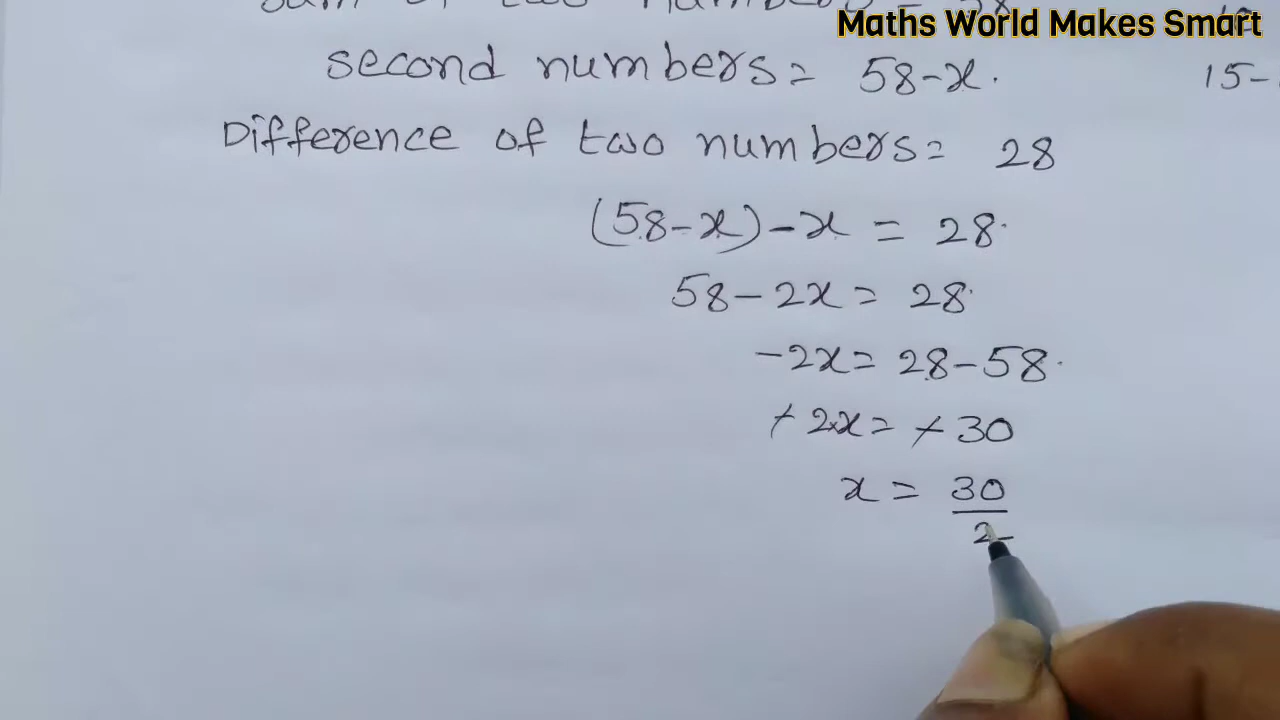 Maths World Makes Smart
second numbers = 58-x.
15-
Difference of two numbers = 28
(58-x)-x = 28.
58-2x = 28.
-2x = 28-58.
+2x = +30
x = 30
2